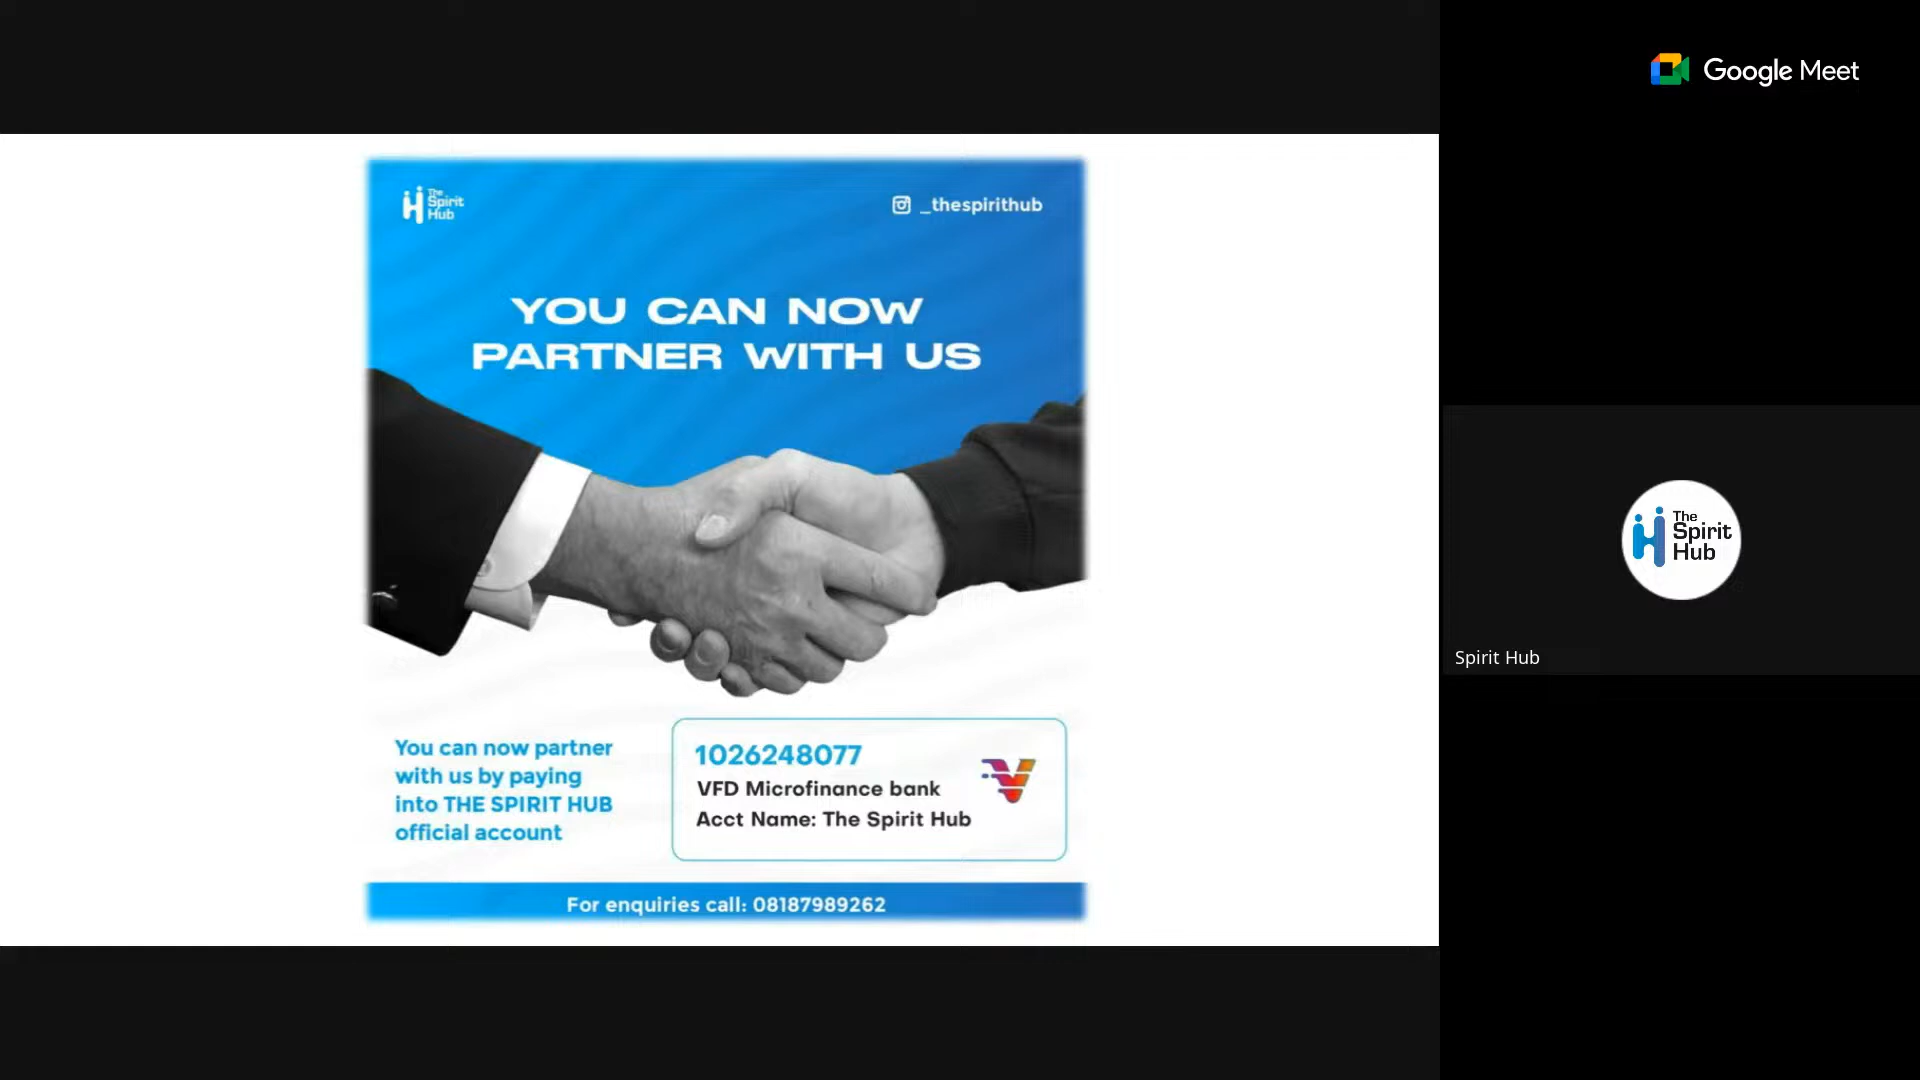 Google Meet
The
Spirit
Hub
_thespirithub
YOU CAN NOW
PARTNER WITH US
You can now partner
with us by paying
into THE SPIRIT HUB
official account
1026248077
VFD Microfinance bank
Acct Name: The Spirit Hub
For enquiries call: 08187989262
The
Spirit
Hub
Spirit Hub